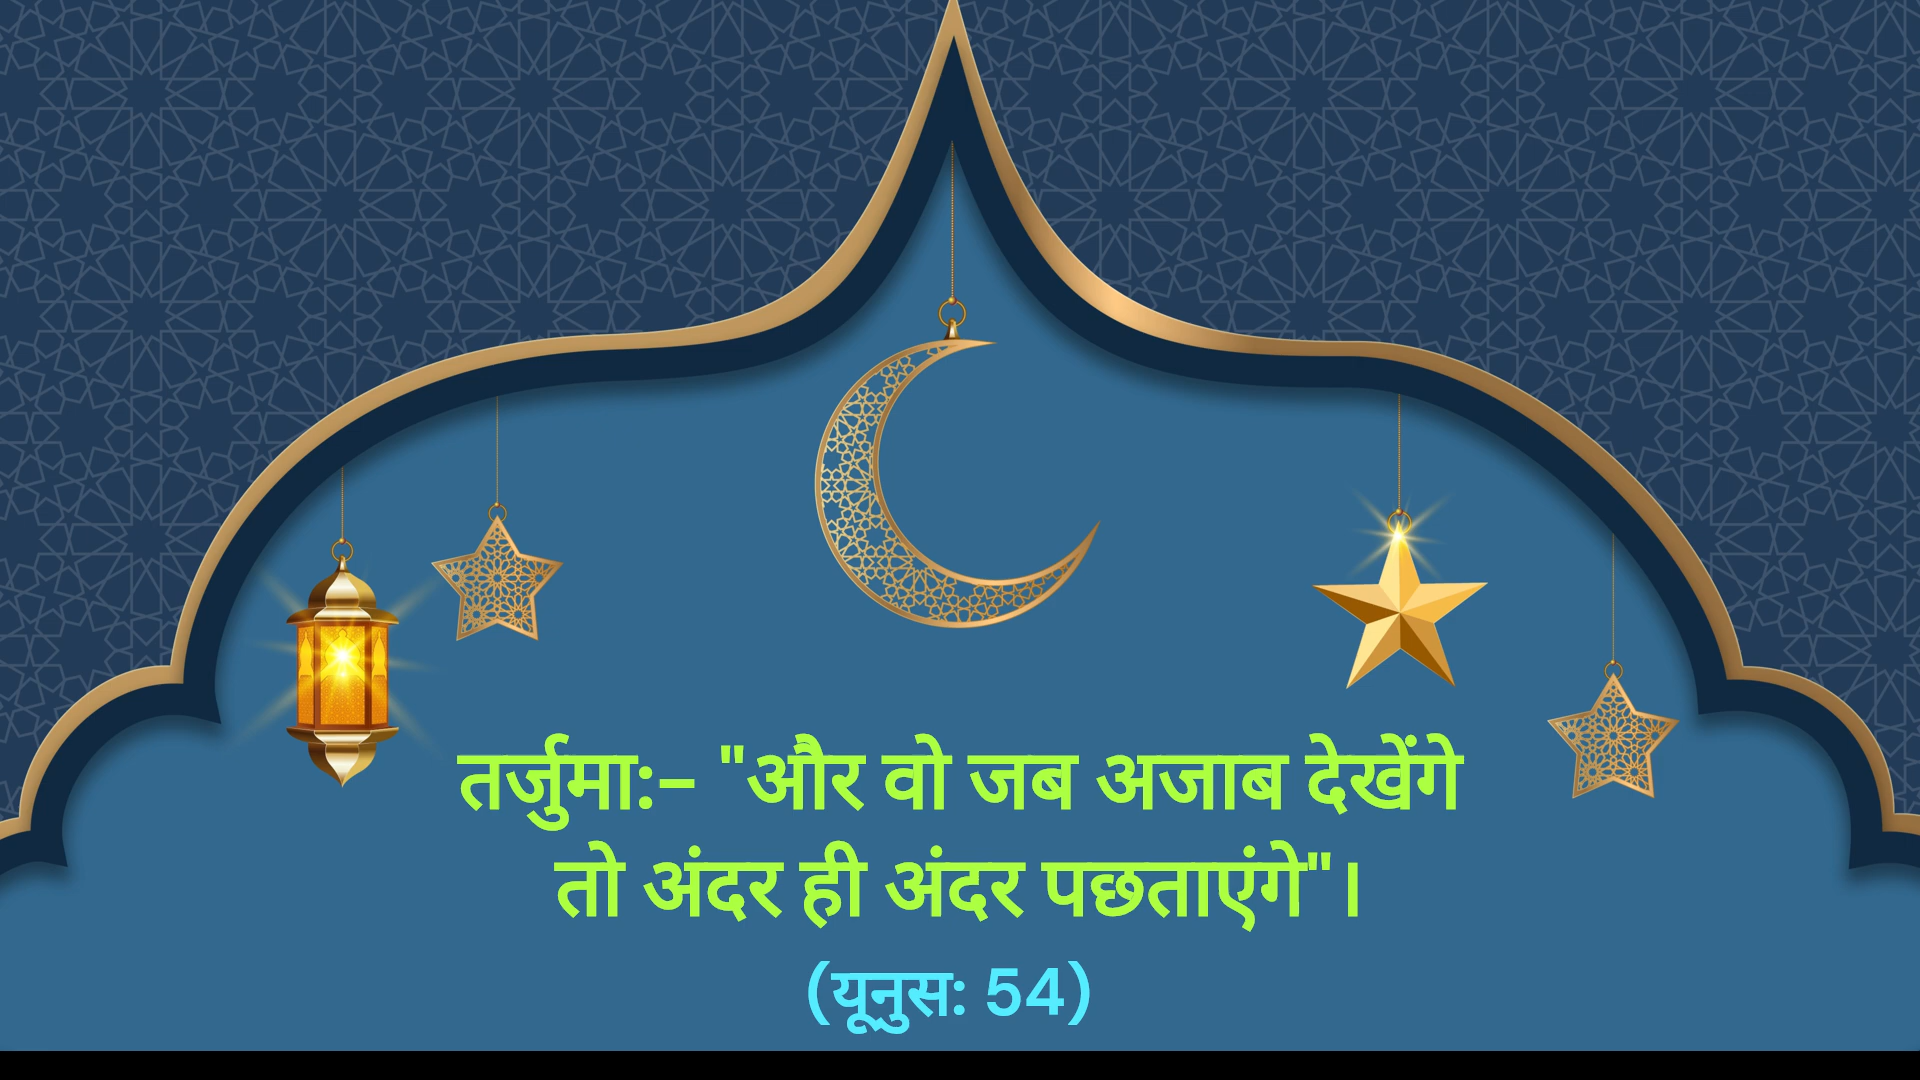 तर्जुमा:– "और वो जब अजाब देखेंगे
तो अंदर ही अंदर पछताएंगे"।
(यूनुस: 54)